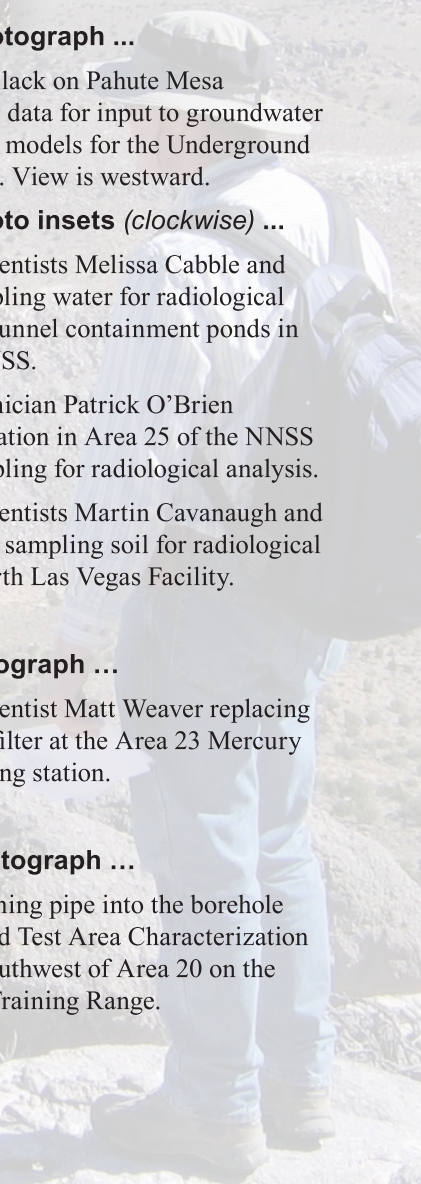 otograph ...
lack on Pahute Mesa
data for input to groundwater
models for the Underground
. View is westward.
oto insets (clockwise) ...
entists Melissa Cabble and
pling water for radiological
unnel containment ponds in
SS.
nician Patrick O’Brien
ation in Area 25 of the NNSS
pling for radiological analysis.
entists Martin Cavanaugh and
sampling soil for radiological
rth Las Vegas Facility.
ograph …
entist Matt Weaver replacing
filter at the Area 23 Mercury
ng station.
tograph …
ning pipe into the borehole
d Test Area Characterization
uthwest of Area 20 on the
Training Range.